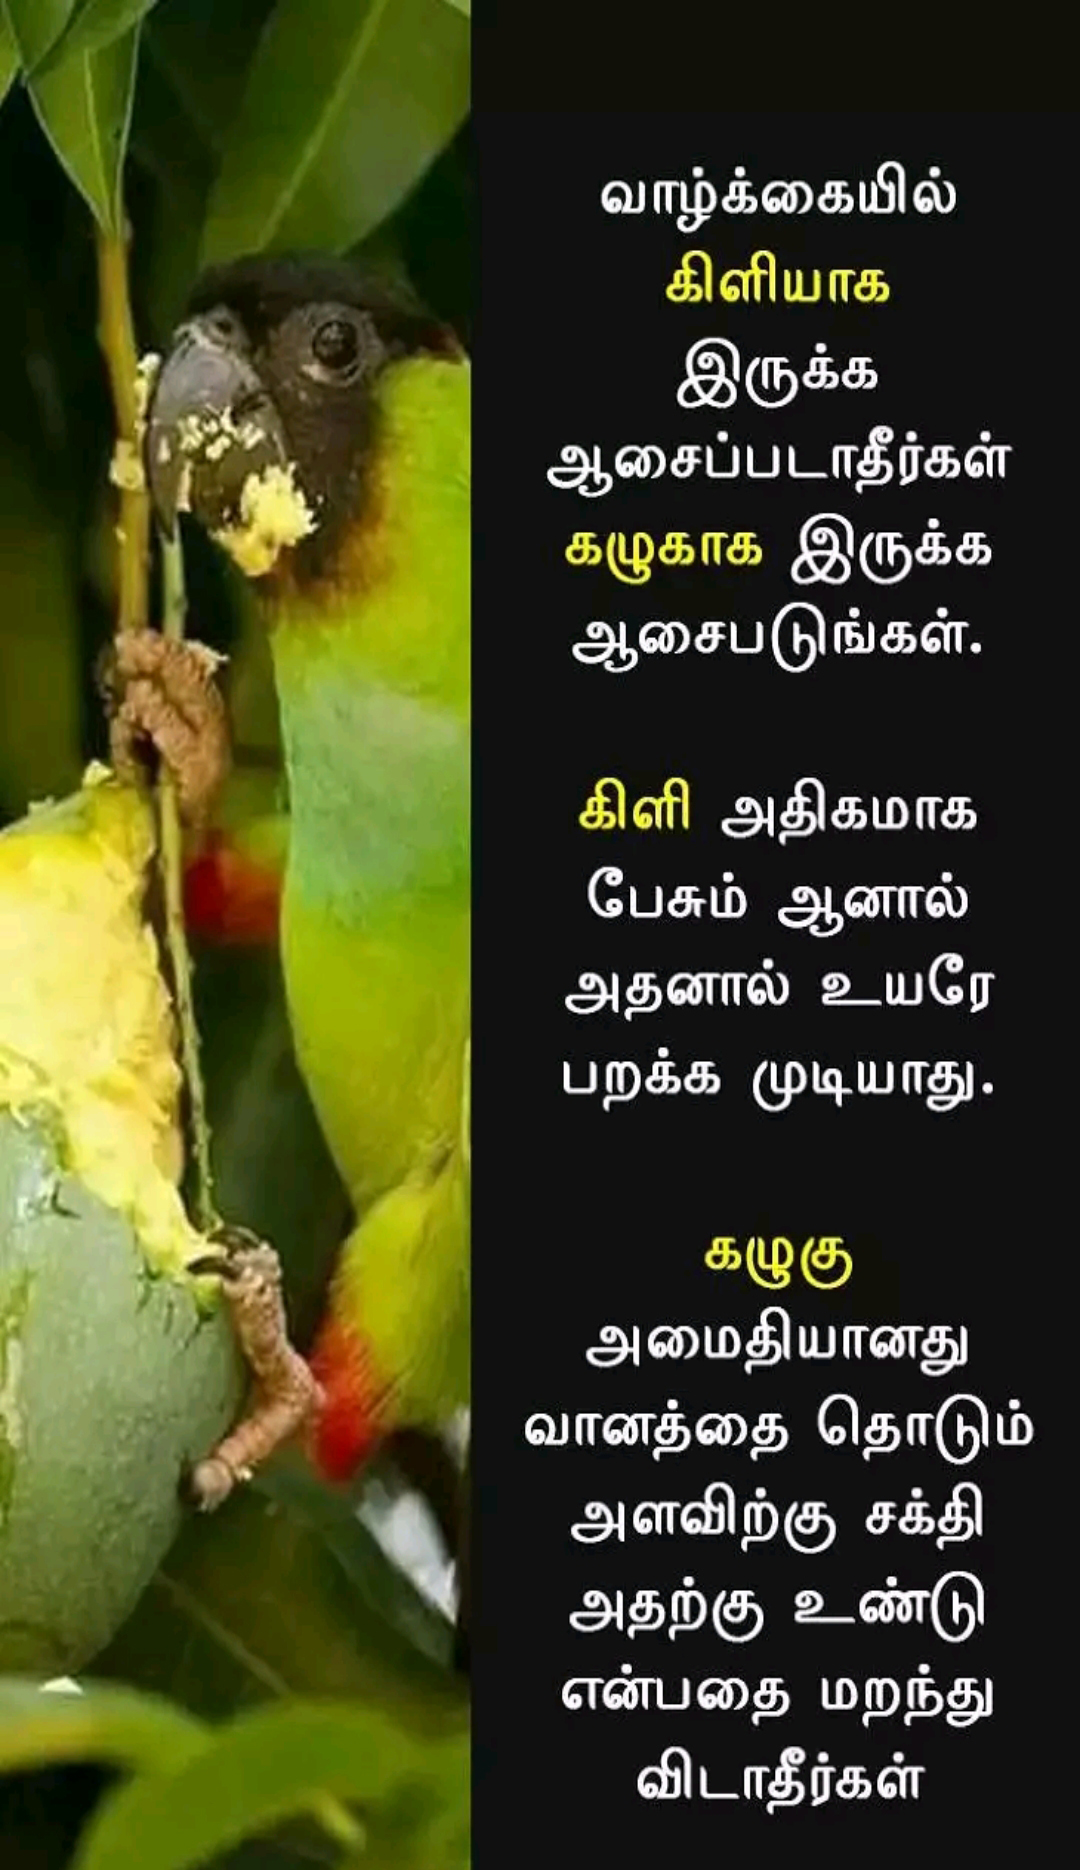 வாழ்க்கையில்
கிளியாக
இருக்க
ஆசைப்படாதீர்கள்
கழுகாக இருக்க
ஆசைபடுங்கள்.
கிளி அதிகமாக
பேசும் ஆனால்
அதனால் உயரே
பறக்க முடியாது.
கழுகு
அமைதியானது
வானத்தை தொடும்
அளவிற்கு சக்தி
அதற்கு உண்டு
என்பதை மறந்து
விடாதீர்கள்